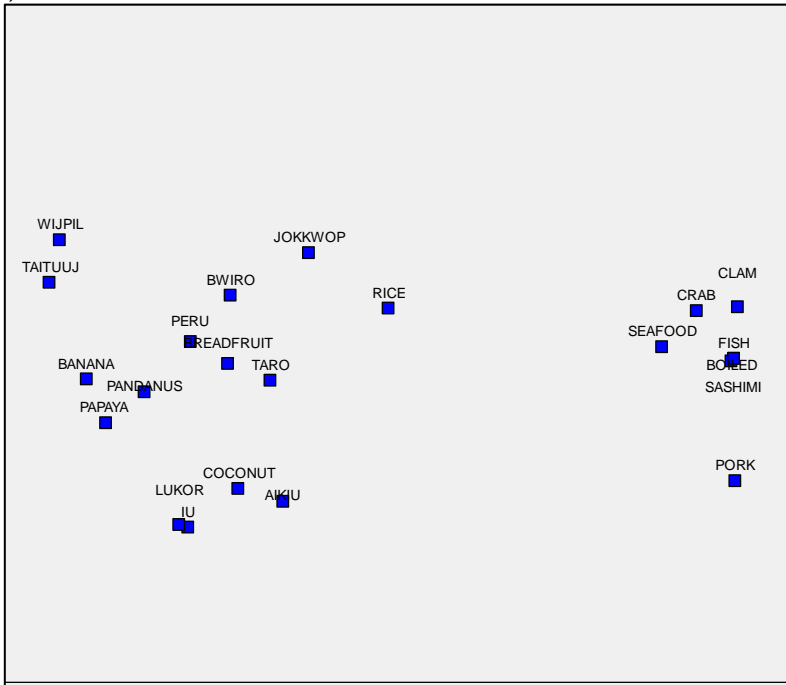 WIJPIL
JOKKWOP
TAITUUJ
BWIRO
CLAM
RICE
CRAB
PERU
SEAFOOD
BREADFRUIT
FISH
BANANA
TARO
BOILED
PANDANUS
SASHIMI
PAPAYA
COCONUT
PORK
LUKOR
AIKIU
IU